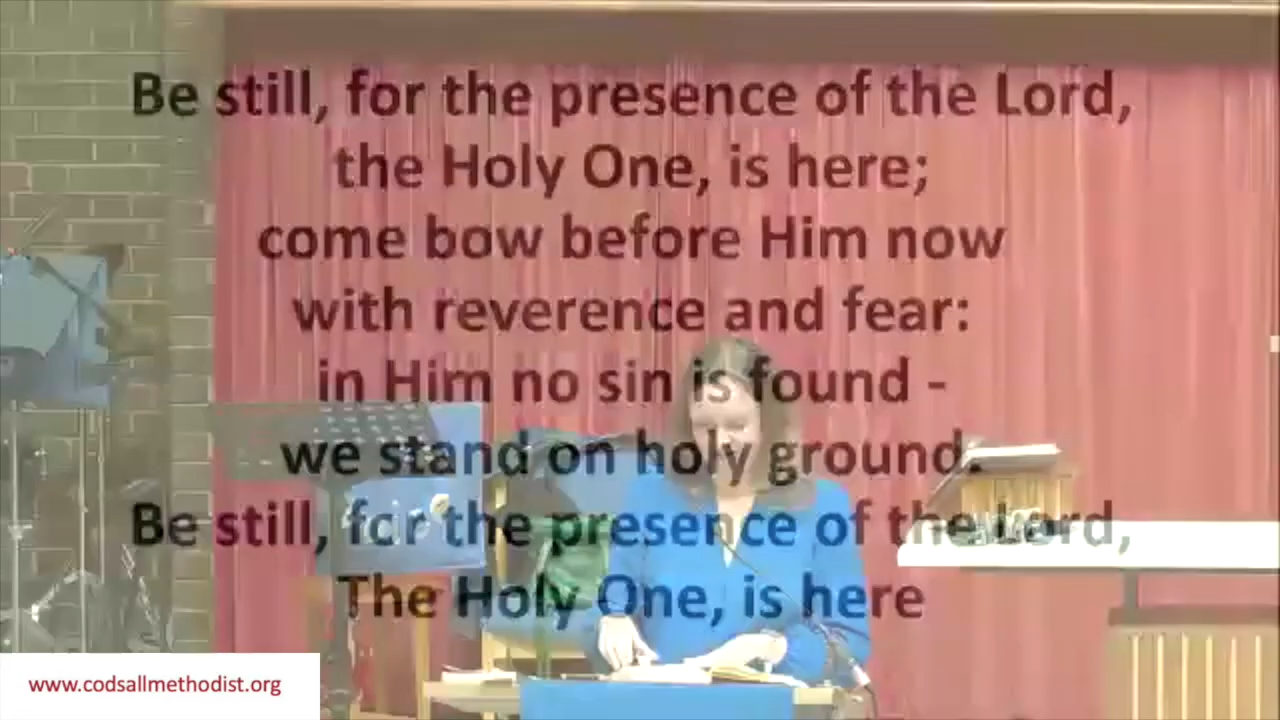 Be still, for the presence of the Lord,
the Holy One, is here;
come bow before Him now
with reverence and fear:
in Him no sin is found -
we stand on holy ground.
Be still, for the presence of the Lord,
The Holy One, is here
www.codsallmethodist.org